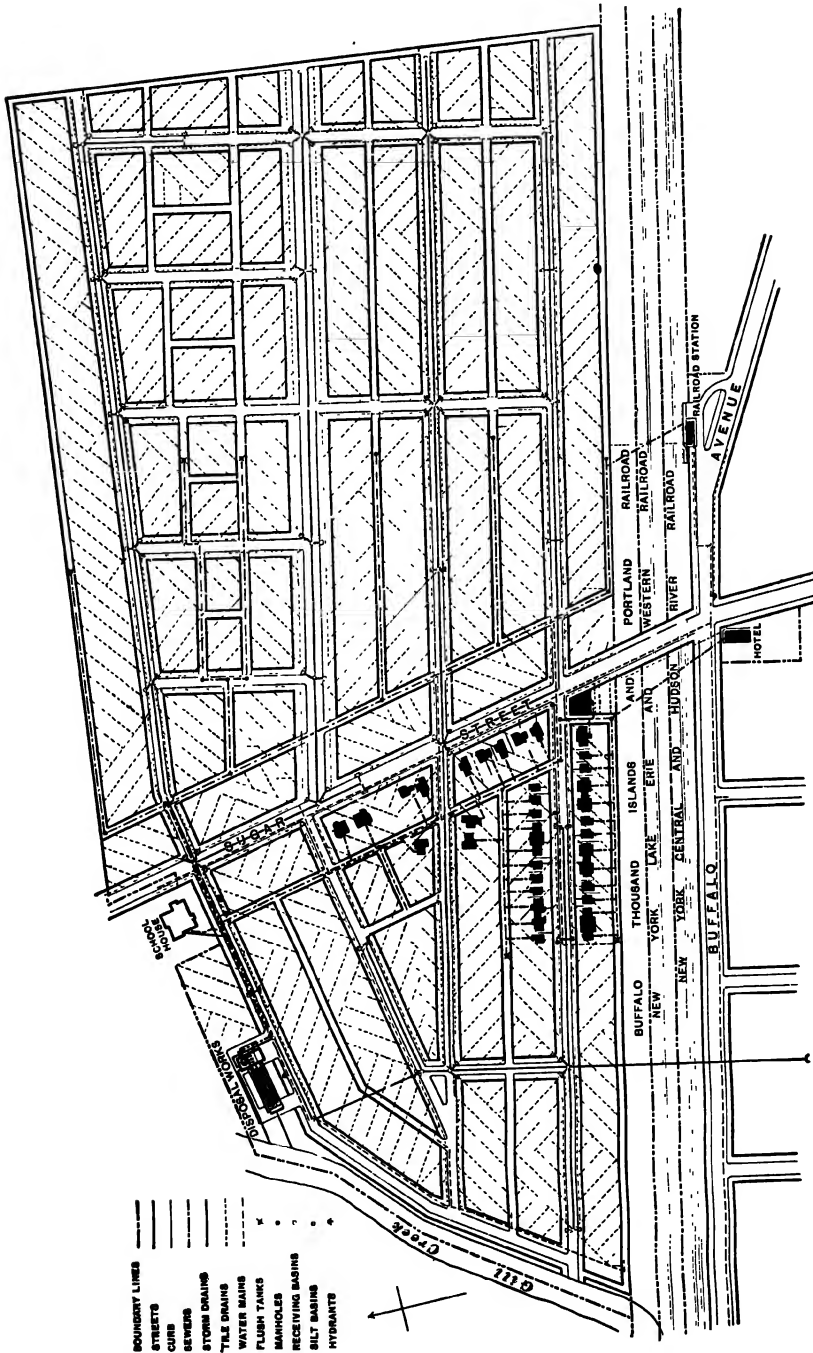 BOUNDARY LINES
STREETS
CURB
SEWERS
STORM DRAINS
TILE DRAINS
WATER MAINS
FLUSH TANKS
MANHOLES
RECEIVING BASINS
SILT BASINS
HYDRANTS
Gill Creek
DISPOSAL WORKS
SCHOOL HOUSE
SUGAR STREET
BUFFALO THOUSAND ISLANDS AND PORTLAND RAILROAD
NEW YORK LAKE ERIE AND WESTERN RAILROAD
NEW YORK CENTRAL AND HUDSON RIVER RAILROAD
BUFFALO AVENUE
RAILROAD STATION
HOTEL